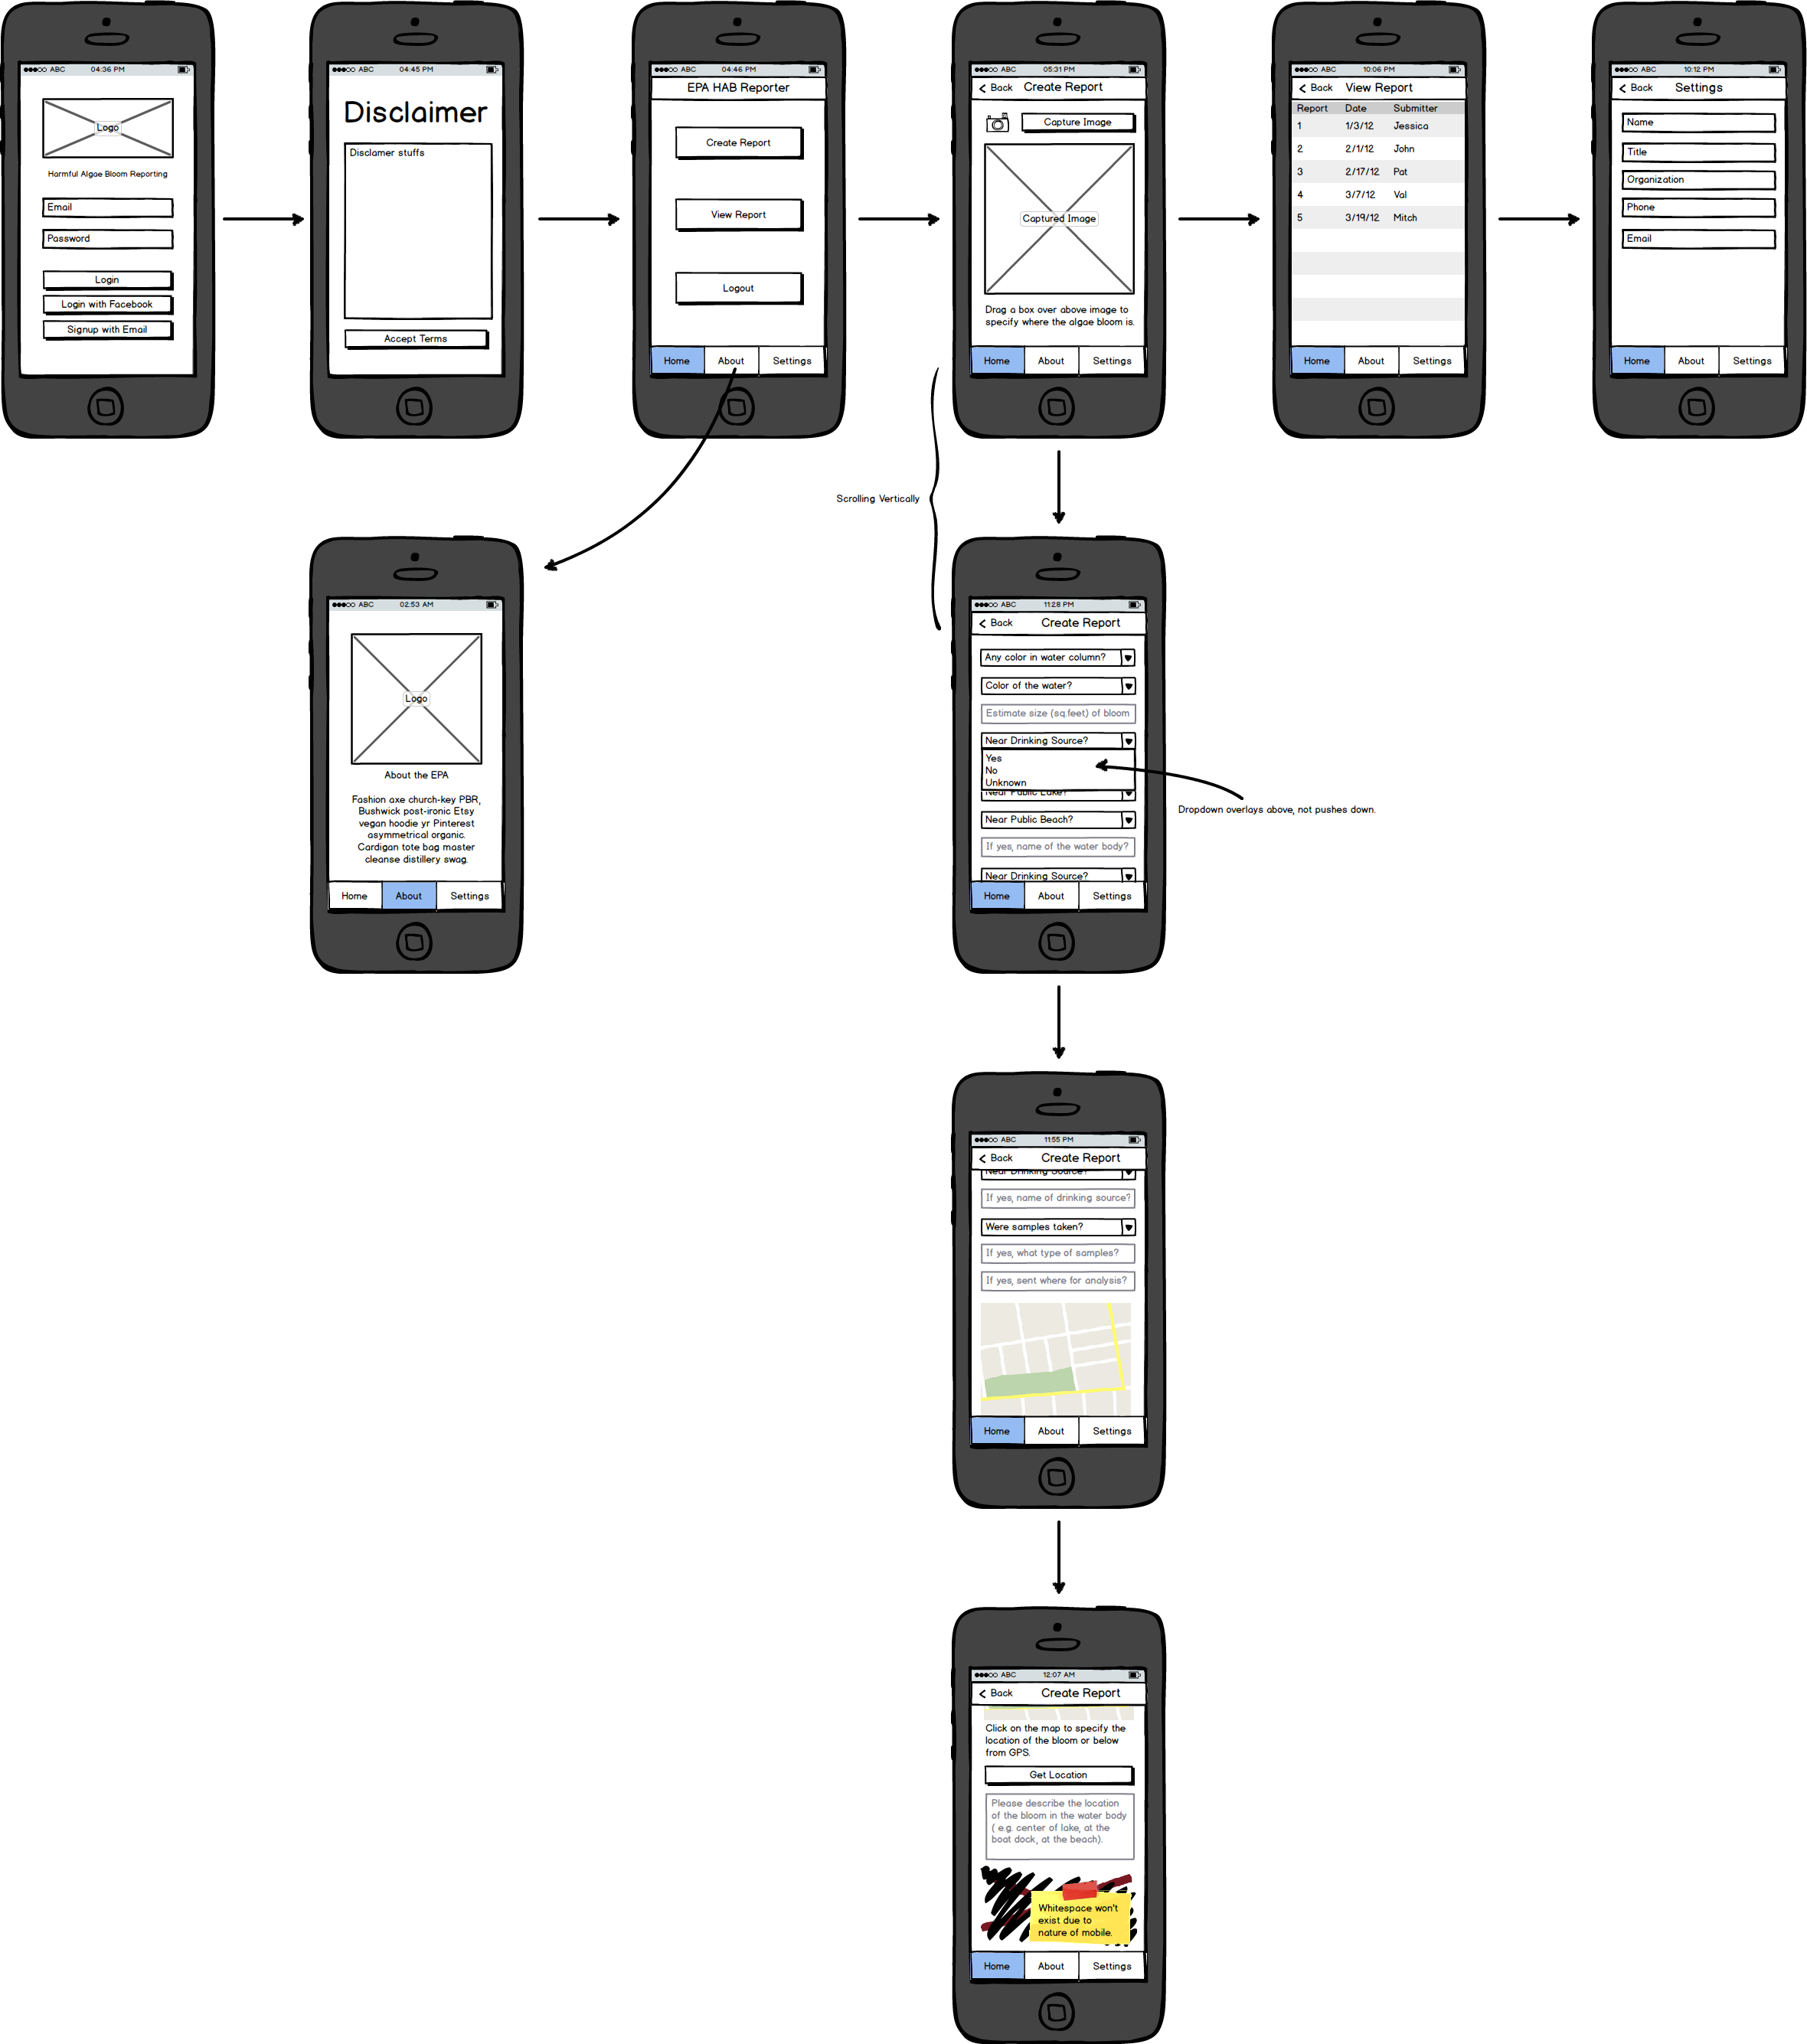 ABC 04:36 PM
Logo
Harmful Algae Bloom Reporting
Email
Password
Login
Login with Facebook
Signup with Email
ABC 04:45 PM
Disclaimer
Disclamer stuffs
Accept Terms
ABC 04:46 PM
EPA HAB Reporter
Create Report
View Report
Logout
Home About Settings
ABC 05:31 PM
Back Create Report
Capture Image
Captured Image
Drag a box over above image to
specify where the algae bloom is.
Home About Settings
ABC 10:06 PM
Back View Report
Report Date Submitter
1 1/3/12 Jessica
2 2/1/12 John
3 2/17/12 Pat
4 3/7/12 Val
5 3/19/12 Mitch
Home About Settings
ABC 10:12 PM
Back Settings
Name
Title
Organization
Phone
Email
Home About Settings
Scrolling Vertically
ABC 02:53 AM
Logo
About the EPA
Fashion axe church-key PBR,
Bushwick post-ironic Etsy
vegan hoodie yr Pinterest
asymmetrical organic.
Cardigan tote bag master
cleanse distillery swag.
Home About Settings
ABC 11:28 PM
Back Create Report
Any color in water column?
Color of the water?
Estimate size (sq.feet) of bloom
Near Drinking Source?
Yes
No
Unknown
Near Public Lake?
Near Public Beach?
If yes, name of the water body?
Near Drinking Source?
Home About Settings
Dropdown overlays above, not pushes down.
ABC 11:55 PM
Back Create Report
Near Drinking Source?
If yes, name of drinking source?
Were samples taken?
If yes, what type of samples?
If yes, sent where for analysis?
Home About Settings
ABC 12:07 AM
Back Create Report
Click on the map to specify the
location of the bloom or below
from GPS.
Get Location
Please describe the location
of the bloom in the water body
( e.g. center of lake, at the
boat dock, at the beach).
Whitespace won't
exist due to
nature of mobile.
Home About Settings